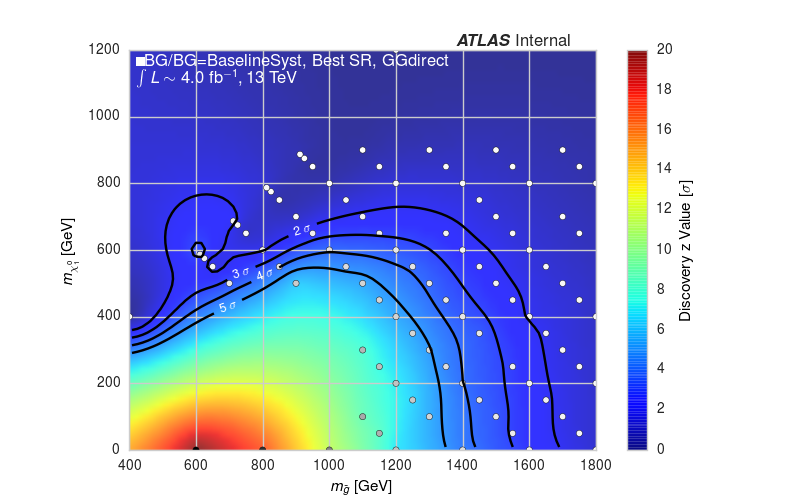 ATLAS Internal
BG/BG=BaselineSyst, Best SR, GGdirect
∫ L ∼ 4.0 fb⁻¹, 13 TeV
1200
1000
800
600
400
200
0
m_χ̃⁰₁ [GeV]
2 σ
3 σ
4 σ
5 σ
400
600
800
1000
1200
1400
1600
1800
m_g̃ [GeV]
20
18
16
14
12
10
8
6
4
2
0
Discovery z Value [σ]